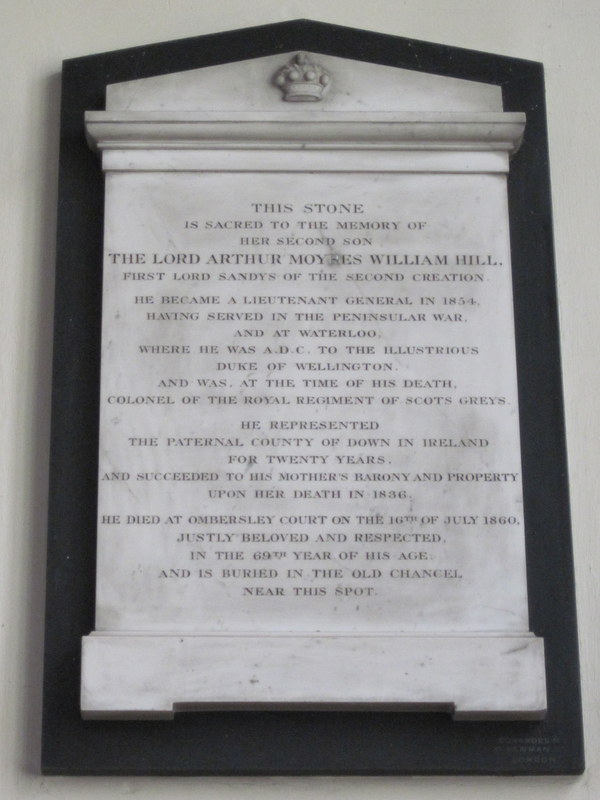 THIS STONE
IS SACRED TO THE MEMORY OF
HER SECOND SON
THE LORD ARTHUR MOYSES WILLIAM HILL,
FIRST LORD SANDYS OF THE SECOND CREATION.
HE BECAME A LIEUTENANT GENERAL IN 1854,
HAVING SERVED IN THE PENINSULAR WAR,
AND AT WATERLOO,
WHERE HE WAS A.D.C. TO THE ILLUSTRIOUS
DUKE OF WELLINGTON.
AND WAS, AT THE TIME OF HIS DEATH,
COLONEL OF THE ROYAL REGIMENT OF SCOTS GREYS.
HE REPRESENTED
THE PATERNAL COUNTY OF DOWN IN IRELAND
FOR TWENTY YEARS,
AND SUCCEEDED TO HIS MOTHER'S BARONY AND PROPERTY
UPON HER DEATH IN 1836.
HE DIED AT OMBERSLEY COURT ON THE 16TH OF JULY 1860,
JUSTLY BELOVED AND RESPECTED,
IN THE 69TH YEAR OF HIS AGE.
AND IS BURIED IN THE OLD CHANCEL
NEAR THIS SPOT.
LONDON